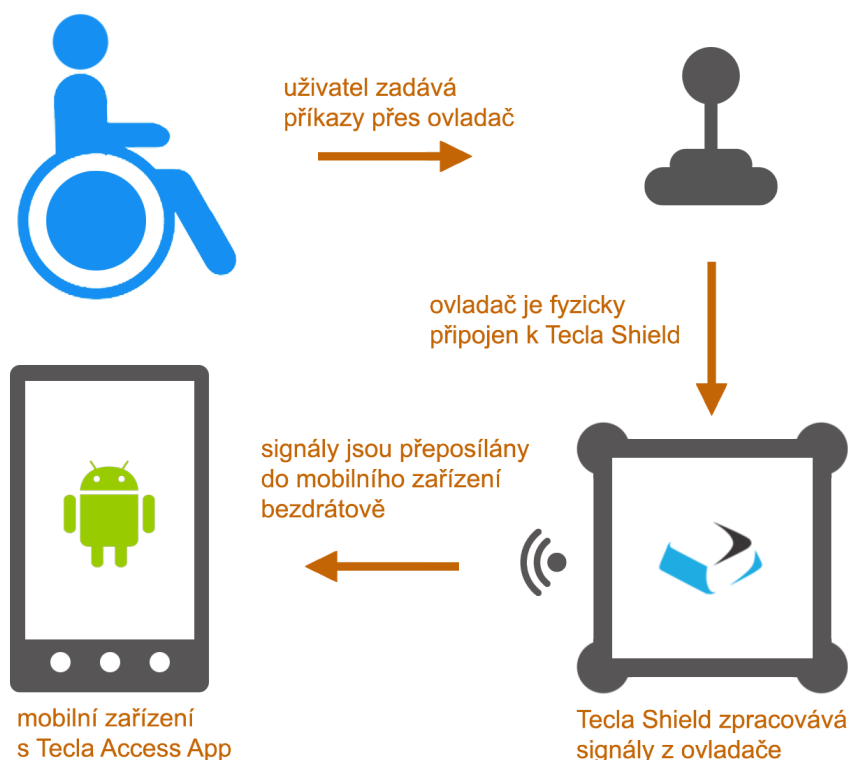 uživatel zadává
příkazy přes ovladač
ovladač je fyzicky
připojen k Tecla Shield
signály jsou přeposílány
do mobilního zařízení
bezdrátově
mobilní zařízení
s Tecla Access App
Tecla Shield zpracovává
signály z ovladače